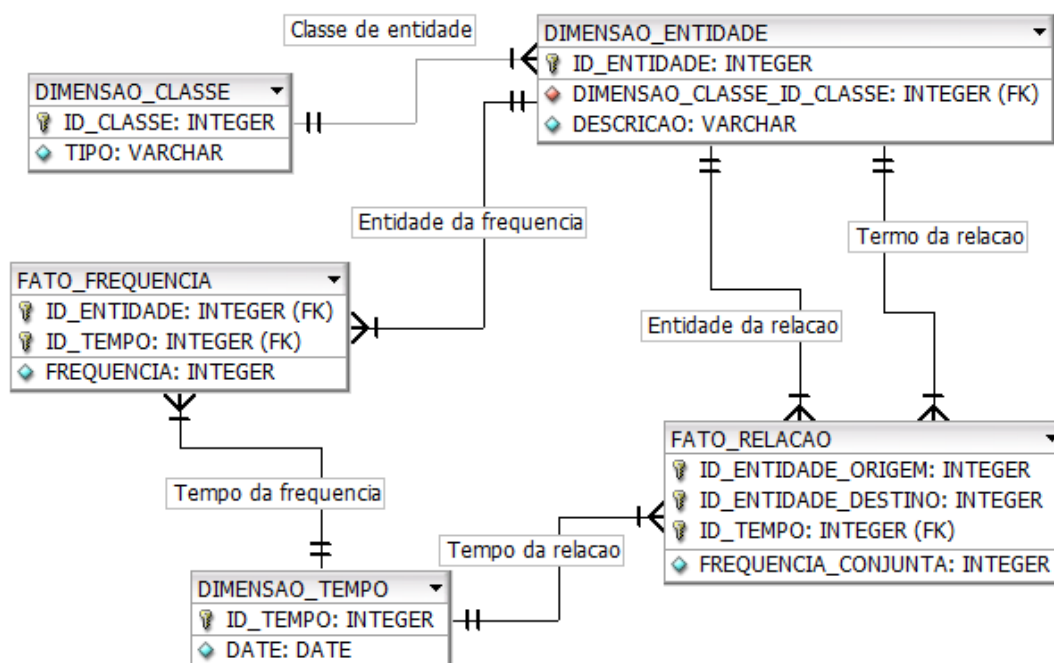 Classe de entidade
DIMENSAO_ENTIDADE
ID_ENTIDADE: INTEGER
DIMENSAO_CLASSE_ID_CLASSE: INTEGER (FK)
DESCRICAO: VARCHAR
DIMENSAO_CLASSE
ID_CLASSE: INTEGER
TIPO: VARCHAR
Entidade da frequência
Termo da relacao
FATO_FREQUENCIA
ID_ENTIDADE: INTEGER (FK)
ID_TEMPO: INTEGER (FK)
FREQUENCIA: INTEGER
Entidade da relacao
FATO_RELACAO
ID_ENTIDADE_ORIGEM: INTEGER
ID_ENTIDADE_DESTINO: INTEGER
ID_TEMPO: INTEGER (FK)
FREQUENCIA_CONJUNTA: INTEGER
Tempo da frequencia
Tempo da relacao
DIMENSAO_TEMPO
ID_TEMPO: INTEGER
DATE: DATE